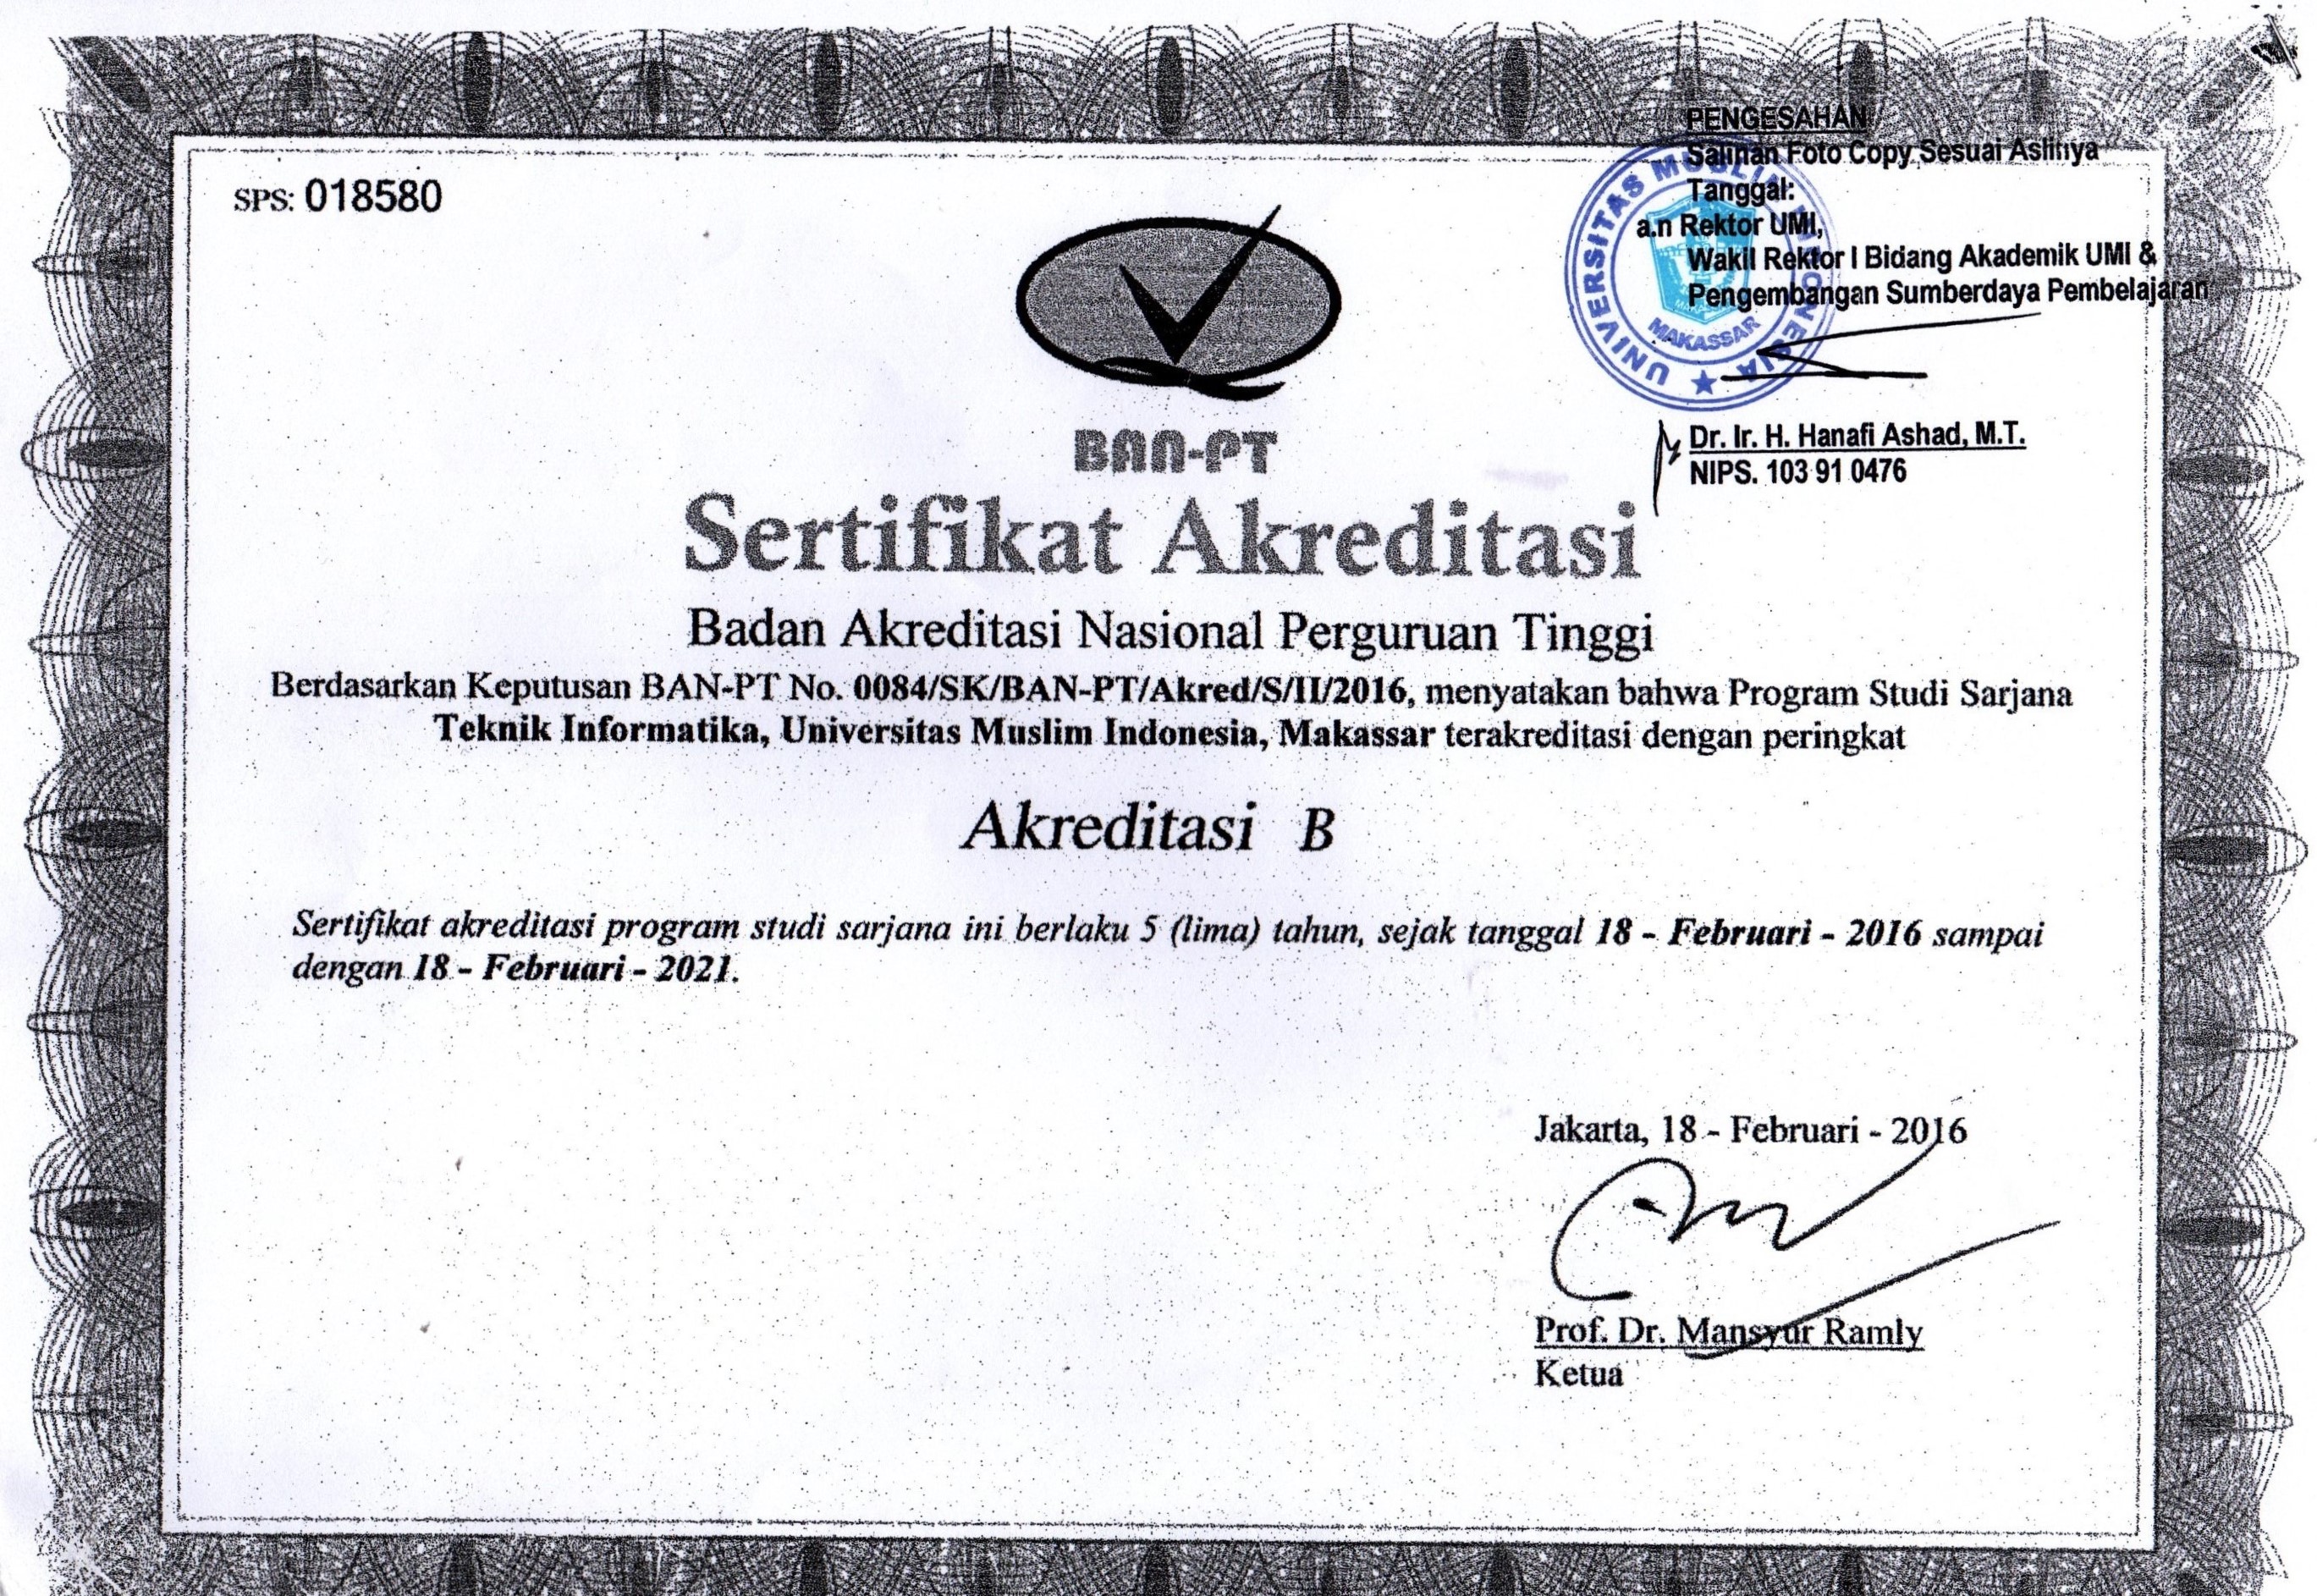 SPS: 018580
PENGESAHAN
Salinan Foto Copy Sesuai Aslinya
Tanggal:
a.n Rektor UMI,
Wakil Rektor I Bidang Akademik UMI &
Pengembangan Sumberdaya Pembelajaran
UNIVERSITAS MUSLIM INDONESIA
MAKASSAR
Dr. Ir. H. Hanafi Ashad, M.T.
NIPS. 103 91 0476
BAN-PT
Sertifikat Akreditasi
Badan Akreditasi Nasional Perguruan Tinggi
Berdasarkan Keputusan BAN-PT No. 0084/SK/BAN-PT/Akred/S/II/2016, menyatakan bahwa Program Studi Sarjana
Teknik Informatika, Universitas Muslim Indonesia, Makassar terakreditasi dengan peringkat
Akreditasi B
Sertifikat akreditasi program studi sarjana ini berlaku 5 (lima) tahun, sejak tanggal 18 - Februari - 2016 sampai
dengan 18 - Februari - 2021.
Jakarta, 18 - Februari - 2016
Prof. Dr. Mansyur Ramly
Ketua